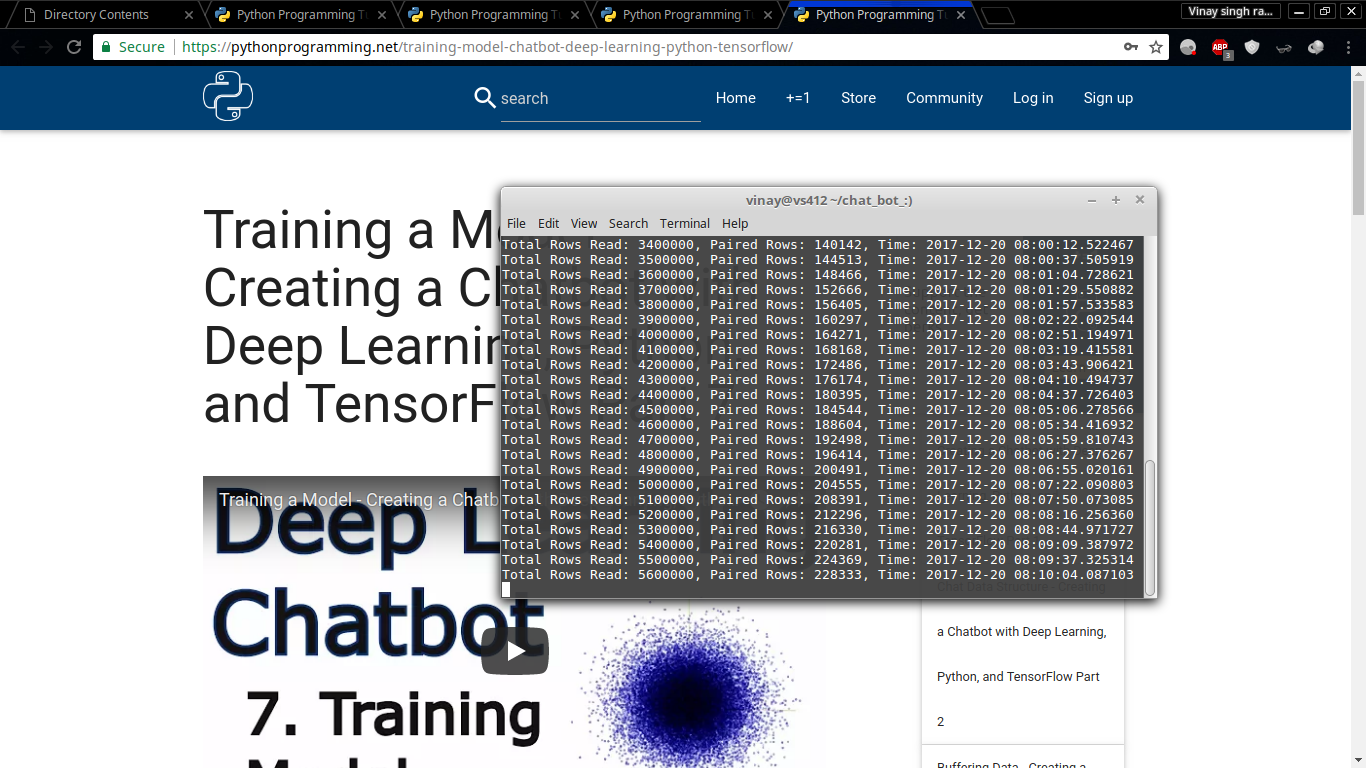 Directory Contents
Python Programming Tu
Python Programming Tu
Python Programming Tu
Python Programming Tu
Vinay singh ra...
Secure
https://pythonprogramming.net/training-model-chatbot-deep-learning-python-tensorflow/
ABP
3
search
Home
+=1
Store
Community
Log in
Sign up
Training a M
Creating a C
Deep Learnin
and TensorF
vinay@vs412 ~/chat_bot_:)
File Edit View Search Terminal Help
Total Rows Read: 3400000, Paired Rows: 140142, Time: 2017-12-20 08:00:12.522467
Total Rows Read: 3500000, Paired Rows: 144513, Time: 2017-12-20 08:00:37.505919
Total Rows Read: 3600000, Paired Rows: 148466, Time: 2017-12-20 08:01:04.728621
Total Rows Read: 3700000, Paired Rows: 152666, Time: 2017-12-20 08:01:29.550882
Total Rows Read: 3800000, Paired Rows: 156405, Time: 2017-12-20 08:01:57.533583
Total Rows Read: 3900000, Paired Rows: 160297, Time: 2017-12-20 08:02:22.092544
Total Rows Read: 4000000, Paired Rows: 164271, Time: 2017-12-20 08:02:51.194971
Total Rows Read: 4100000, Paired Rows: 168168, Time: 2017-12-20 08:03:19.415581
Total Rows Read: 4200000, Paired Rows: 172486, Time: 2017-12-20 08:03:43.906421
Total Rows Read: 4300000, Paired Rows: 176174, Time: 2017-12-20 08:04:10.494737
Total Rows Read: 4400000, Paired Rows: 180395, Time: 2017-12-20 08:04:37.726403
Total Rows Read: 4500000, Paired Rows: 184544, Time: 2017-12-20 08:05:06.278566
Total Rows Read: 4600000, Paired Rows: 188604, Time: 2017-12-20 08:05:34.416932
Total Rows Read: 4700000, Paired Rows: 192498, Time: 2017-12-20 08:05:59.810743
Total Rows Read: 4800000, Paired Rows: 196414, Time: 2017-12-20 08:06:27.376267
Total Rows Read: 4900000, Paired Rows: 200491, Time: 2017-12-20 08:06:55.020161
Total Rows Read: 5000000, Paired Rows: 204555, Time: 2017-12-20 08:07:22.090803
Total Rows Read: 5100000, Paired Rows: 208391, Time: 2017-12-20 08:07:50.073085
Total Rows Read: 5200000, Paired Rows: 212296, Time: 2017-12-20 08:08:16.256360
Total Rows Read: 5300000, Paired Rows: 216330, Time: 2017-12-20 08:08:44.971727
Total Rows Read: 5400000, Paired Rows: 220281, Time: 2017-12-20 08:09:09.387972
Total Rows Read: 5500000, Paired Rows: 224369, Time: 2017-12-20 08:09:37.325314
Total Rows Read: 5600000, Paired Rows: 228333, Time: 2017-12-20 08:10:04.087103
Training a Model - Creating a Chatb
Deep L
Chatbot
7. Training
Model
a Chatbot with Deep Learning,
Python, and TensorFlow Part
2
Buffering Data - Creating a